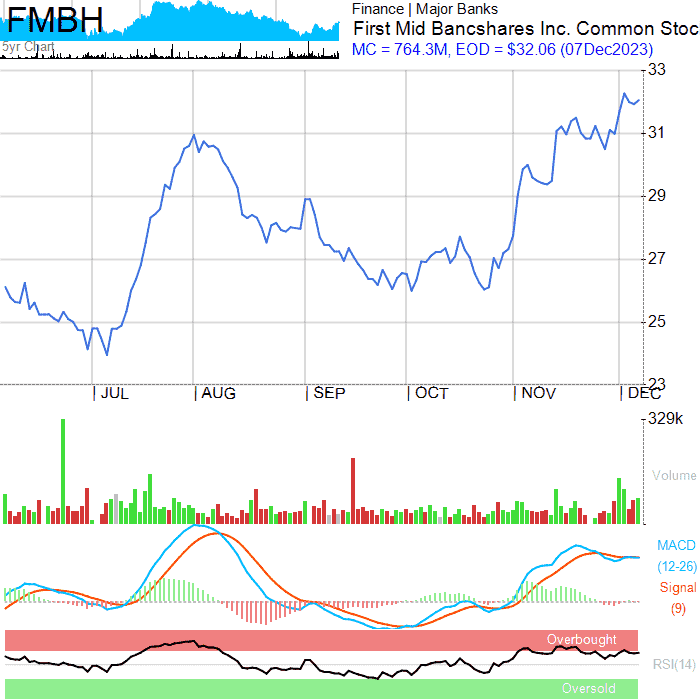 FMBH
5yr Chart
Finance | Major Banks
First Mid Bancshares Inc. Common Stoc
MC = 764.3M, EOD = $32.06 (07Dec2023)
33
31
29
27
25
23
JUL AUG SEP OCT NOV DEC
329k
Volume
MACD
(12-26)
Signal
(9)
Overbought
RSI(14)
Oversold